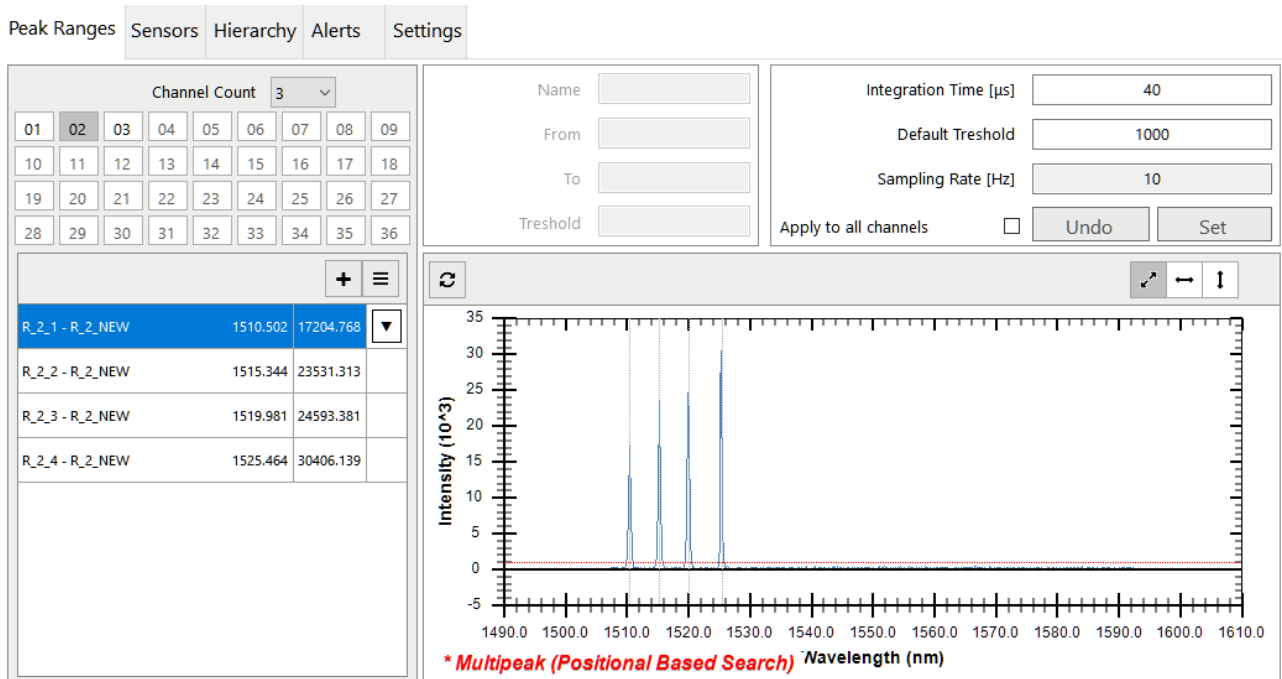 Peak Ranges Sensors Hierarchy Alerts Settings
Channel Count 3
01 02 03 04 05 06 07 08 09
10 11 12 13 14 15 16 17 18
19 20 21 22 23 24 25 26 27
28 29 30 31 32 33 34 35 36
Name
From
To
Treshold
Integration Time [µs] 40
Default Treshold 1000
Sampling Rate [Hz] 10
Apply to all channels Undo Set
R_2_1 - R_2_NEW 1510.502 17204.768
R_2_2 - R_2_NEW 1515.344 23531.313
R_2_3 - R_2_NEW 1519.981 24593.381
R_2_4 - R_2_NEW 1525.464 30406.139
Intensity (10^3)
35
30
25
20
15
10
5
0
-5
1490.0 1500.0 1510.0 1520.0 1530.0 1540.0 1550.0 1560.0 1570.0 1580.0 1590.0 1600.0 1610.0
* Multipeak (Positional Based Search) Wavelength (nm)